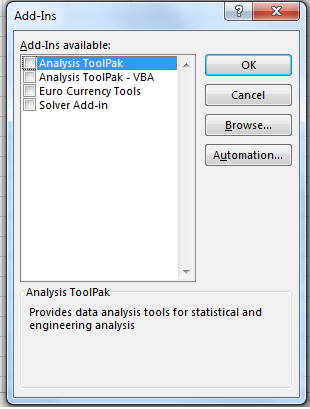 Add-Ins
Add-Ins available:
Analysis ToolPak
Analysis ToolPak - VBA
Euro Currency Tools
Solver Add-in
OK
Cancel
Browse...
Automation...
Analysis ToolPak
Provides data analysis tools for statistical and
engineering analysis